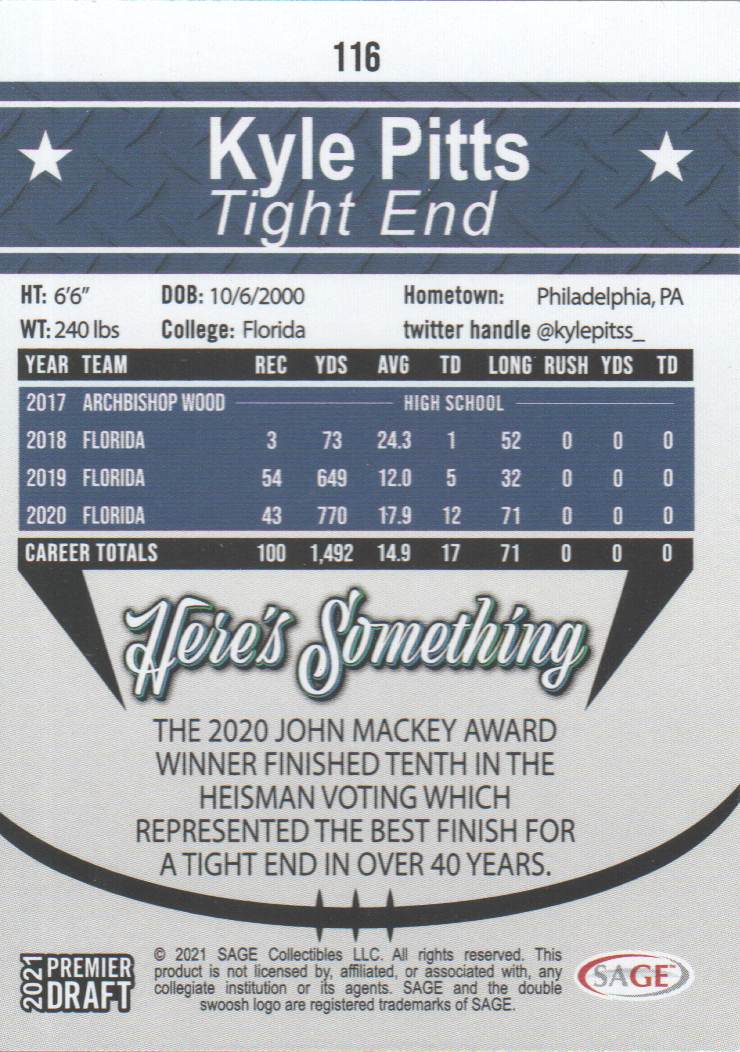 116
Kyle Pitts
Tight End
HT: 6'6" DOB: 10/6/2000 Hometown: Philadelphia, PA
WT: 240 lbs College: Florida twitter handle @kylepitss_
YEAR TEAM REC YDS AVG TD LONG RUSH YDS TD
2017 ARCHBISHOP WOOD HIGH SCHOOL
2018 FLORIDA 3 73 24.3 1 52 0 0 0
2019 FLORIDA 54 649 12.0 5 32 0 0 0
2020 FLORIDA 43 770 17.9 12 71 0 0 0
CAREER TOTALS 100 1,492 14.9 17 71 0 0 0
Here's Something
THE 2020 JOHN MACKEY AWARD
WINNER FINISHED TENTH IN THE
HEISMAN VOTING WHICH
REPRESENTED THE BEST FINISH FOR
A TIGHT END IN OVER 40 YEARS.
2021 PREMIER
DRAFT
© 2021 SAGE Collectibles LLC. All rights reserved. This
product is not licensed by, affiliated, or associated with, any
collegiate institution or its agents. SAGE and the double
swoosh logo are registered trademarks of SAGE.
SAGE™